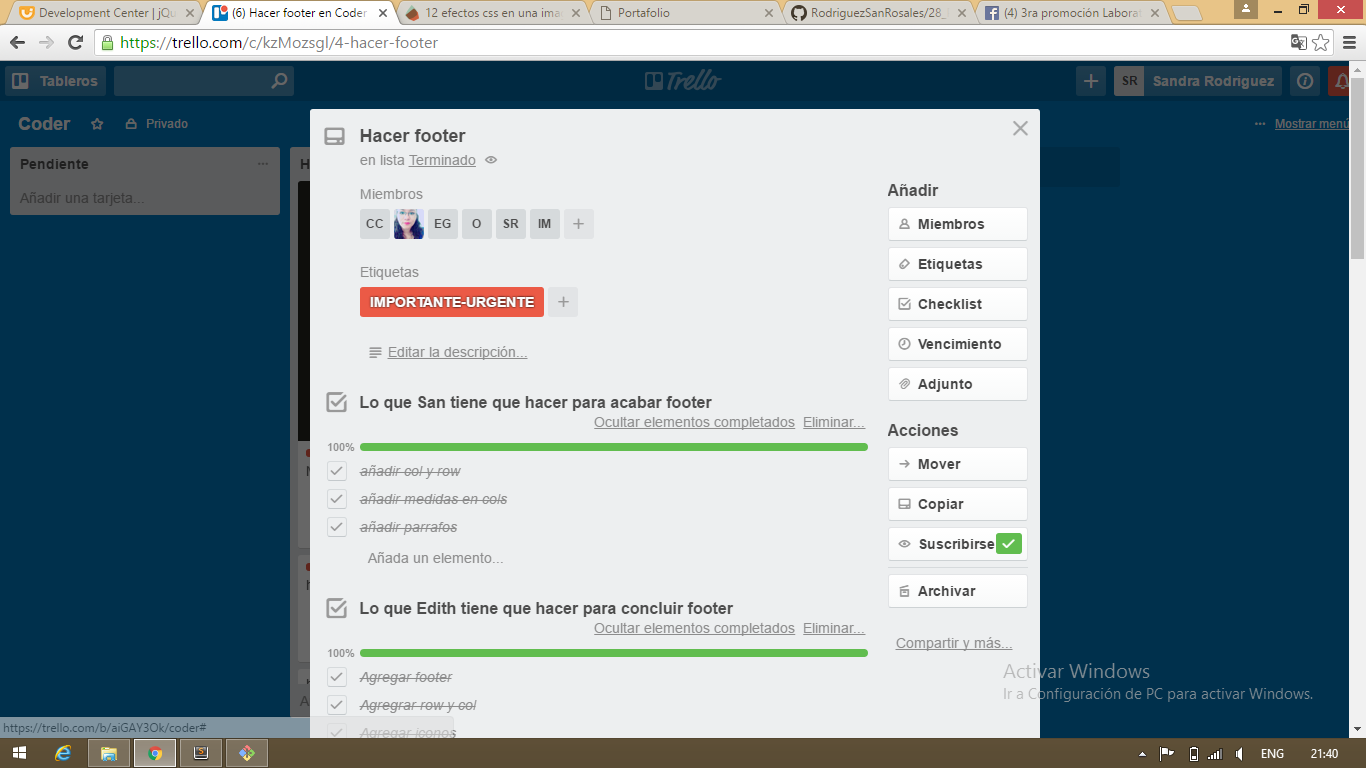 Development Center | jQu
(6) Hacer footer en Coder
12 efectos css en una ima
Portafolio
RodriguezSanRosales/28_
(4) 3ra promoción Laborat
https://trello.com/c/kzMozsgl/4-hacer-footer
Tableros
Trello
SR
Sandra Rodriguez
Coder
Privado
Mostrar menú
Pendiente
Añadir una tarjeta...
H
Hacer footer
en lista Terminado
Miembros
CC
EG
O
SR
IM
Etiquetas
IMPORTANTE-URGENTE
Editar la descripción...
Lo que San tiene que hacer para acabar footer
Ocultar elementos completados Eliminar...
100%
añadir col y row
añadir medidas en cols
añadir parrafos
Añada un elemento...
Lo que Edith tiene que hacer para concluir footer
Ocultar elementos completados Eliminar...
100%
Agregar footer
Agregrar row y col
Agregar iconos
Añadir
Miembros
Etiquetas
Checklist
Vencimiento
Adjunto
Acciones
Mover
Copiar
Suscribirse
Archivar
Compartir y más...
Activar Windows
Ir a Configuración de PC para activar Windows.
https://trello.com/b/aiGAY3Ok/coder#
ENG
21:40